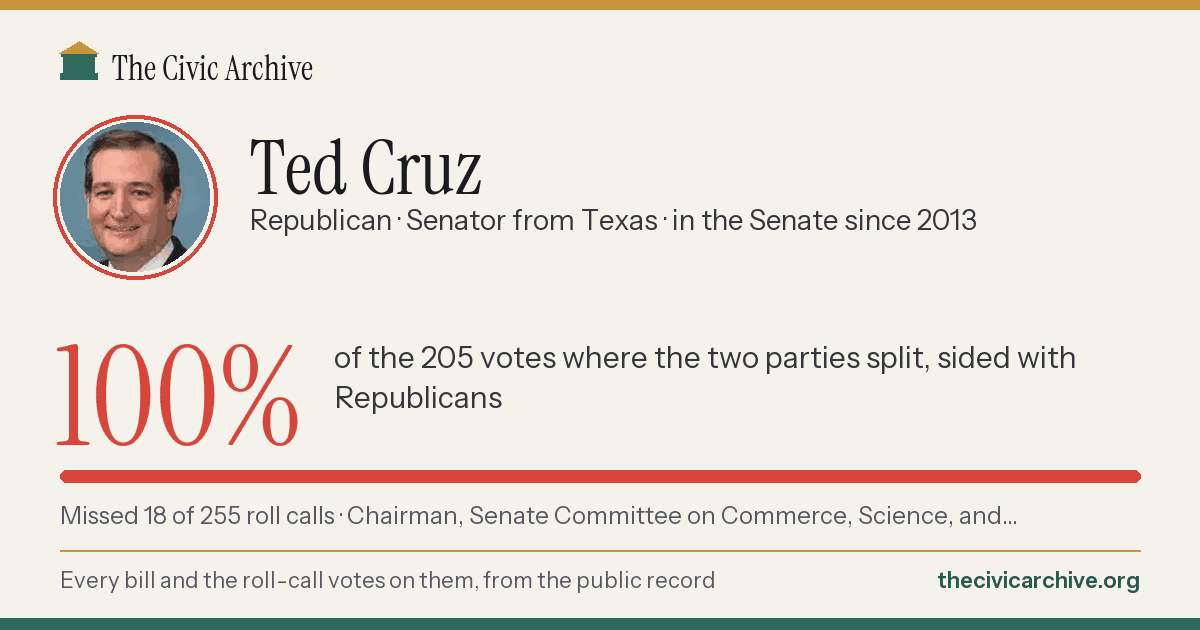 The Civic Archive
Ted Cruz
Republican · Senator from Texas · in the Senate since 2013
100%
of the 205 votes where the two parties split, sided with
Republicans
Missed 18 of 255 roll calls · Chairman, Senate Committee on Commerce, Science, and...
Every bill and the roll-call votes on them, from the public record
thecivicarchive.org